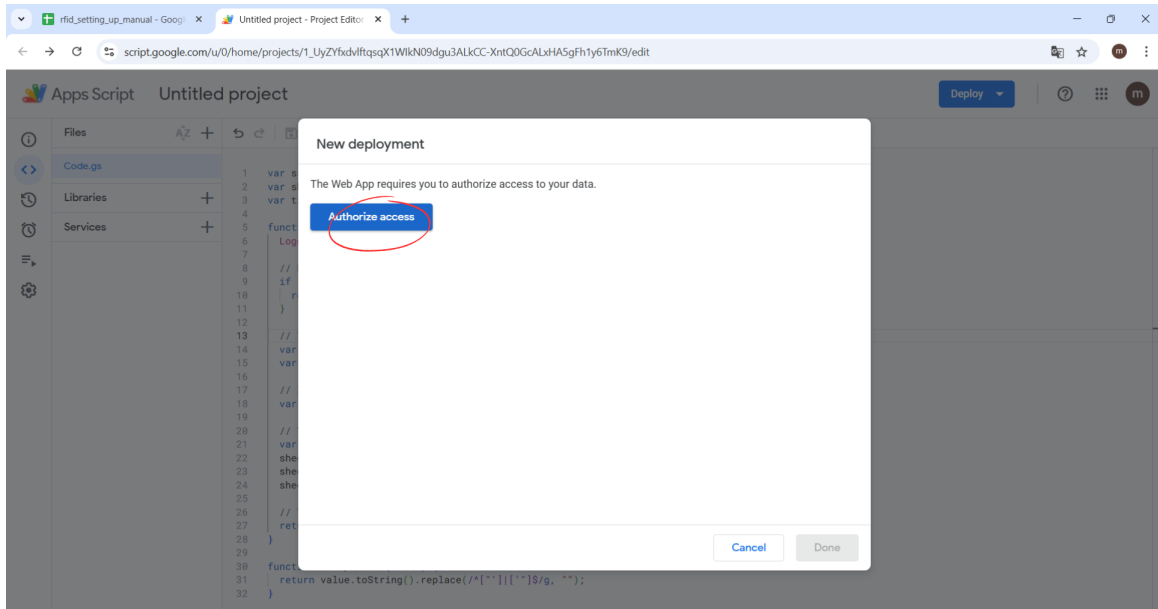 rfid_setting_up_manual - Goog
Untitled project - Project Editor
script.google.com/u/0/home/projects/1_UyZYfxdvlftqsqX1WlkN09dgu3ALkCC-XntQ0GcALxHA5gFh1y6TmK9/edit
m
Apps Script Untitled project
Deploy
m
Files
AZ
Code.gs
Libraries
Services
New deployment
The Web App requires you to authorize access to your data.
Authorize access
Cancel
Done
1 var s
2 var s
3 var t
4
5 funct
6 Log
7
8 //
9 if
10 r
11 }
12
13 //
14 var
15 var
16
17 //
18 var
19
20 //
21 var
22 she
23 she
24 she
25
26 //
27 ret
28 }
29
30 funct
31 return value.toString().replace(/^["']|['"]$/g, "");
32 }